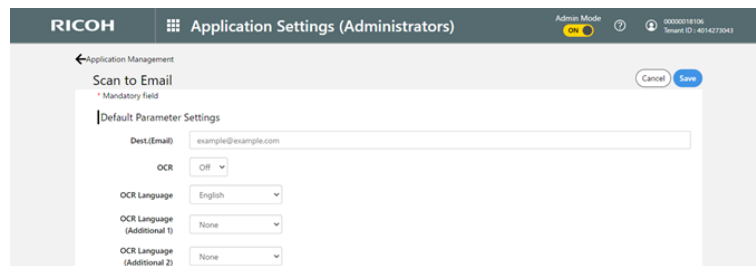 RICOH
Application Settings (Administrators)
Admin Mode
ON
00000018106
Tenant ID : 4014273043
Application Management
Scan to Email
Cancel
Save
* Mandatory field
Default Parameter Settings
Dest.(Email)
example@example.com
OCR
Off
OCR Language
English
OCR Language
(Additional 1)
None
OCR Language
(Additional 2)
None